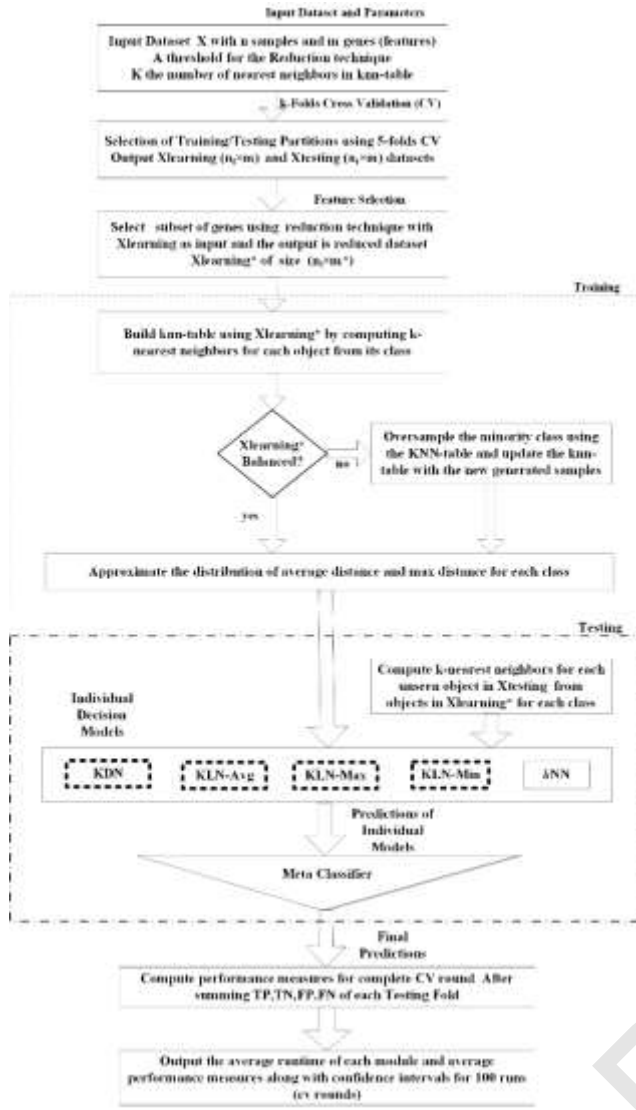 Input Dataset and Parameters
Input Dataset X with n samples and m genes (features)
A threshold for the Reduction technique
K the number of nearest neighbors in knn-table
k-Folds Cross Validation (CV)
Selection of Training/Testing Partitions using 5-folds CV
Output Xlearning (n₁×m) and Xtesting (n₁×m) datasets
Feature Selection
Select subset of genes using reduction technique with
Xlearning as input and the output is reduced dataset
Xlearning* of size (n₁×m*)
Training
Build knn-table using Xlearning* by computing k-
nearest neighbors for each object from its class
Xlearning*
Balanced?
no
Oversample the minority class using
the KNN-table and update the knn-
table with the new generated samples
yes
Approximate the distribution of average distance and max distance for each class
Testing
Compute k-nearest neighbors for each
unseen object in Xtesting from
objects in Xlearning* for each class
Individual
Decision
Models
KDN
KLN-Avg
KLN-Max
KLN-Min
kNN
Predictions of
Individual
Models
Meta Classifier
Final
Predictions
Compute performance measures for complete CV round After
summing TP,TN,FP,FN of each Testing Fold
Output the average runtime of each module and average
performance measures along with confidence intervals for 100 runs
(cv rounds)